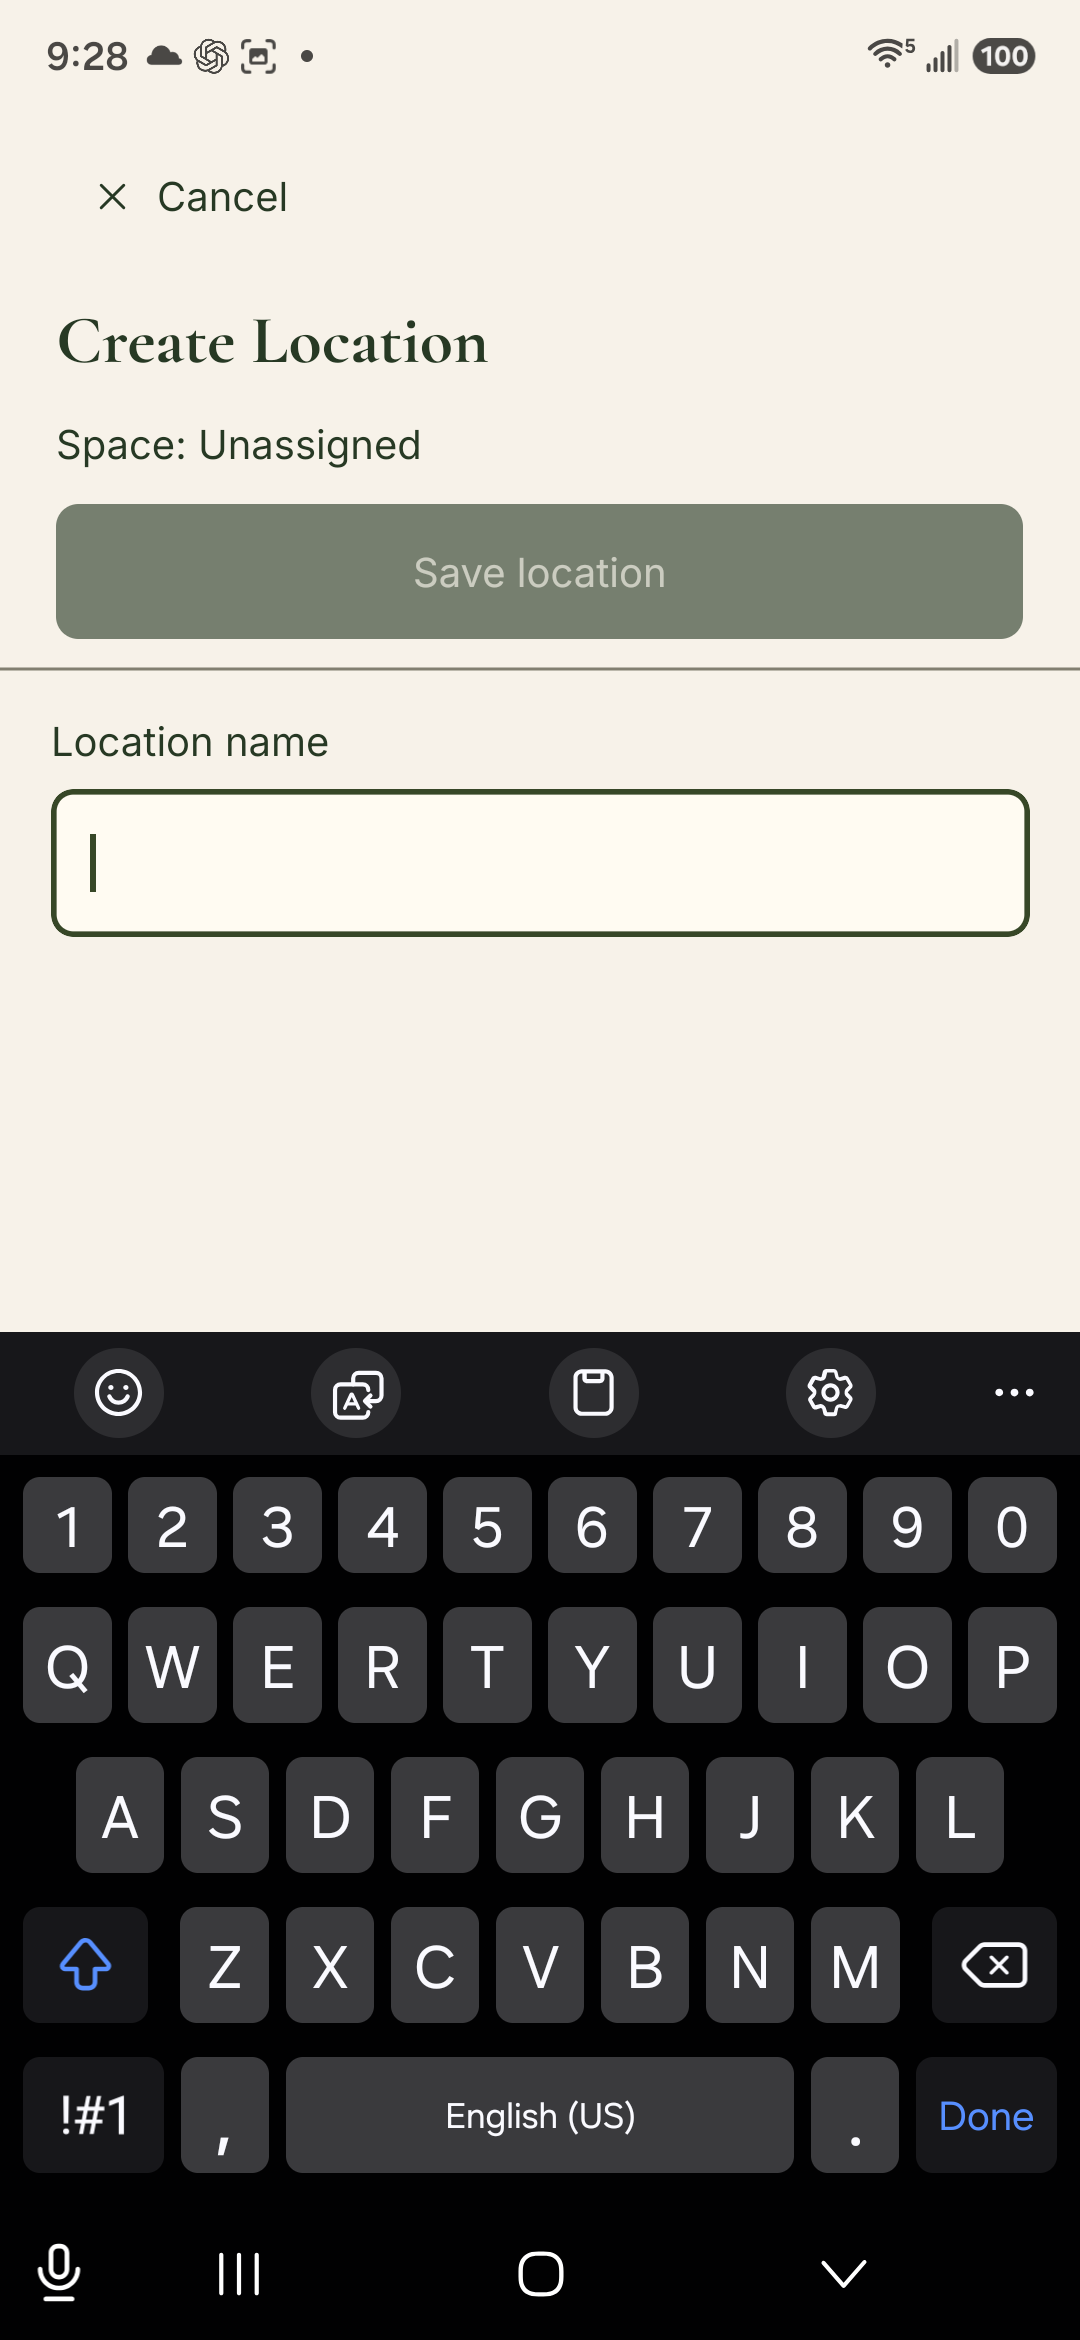 9:28
5
100
Cancel
Create Location
Space: Unassigned
Save location
Location name
A
1 2 3 4 5 6 7 8 9 0
Q W E R T Y U I O P
A S D F G H J K L
Z X C V B N M
!#1 , English (US) . Done